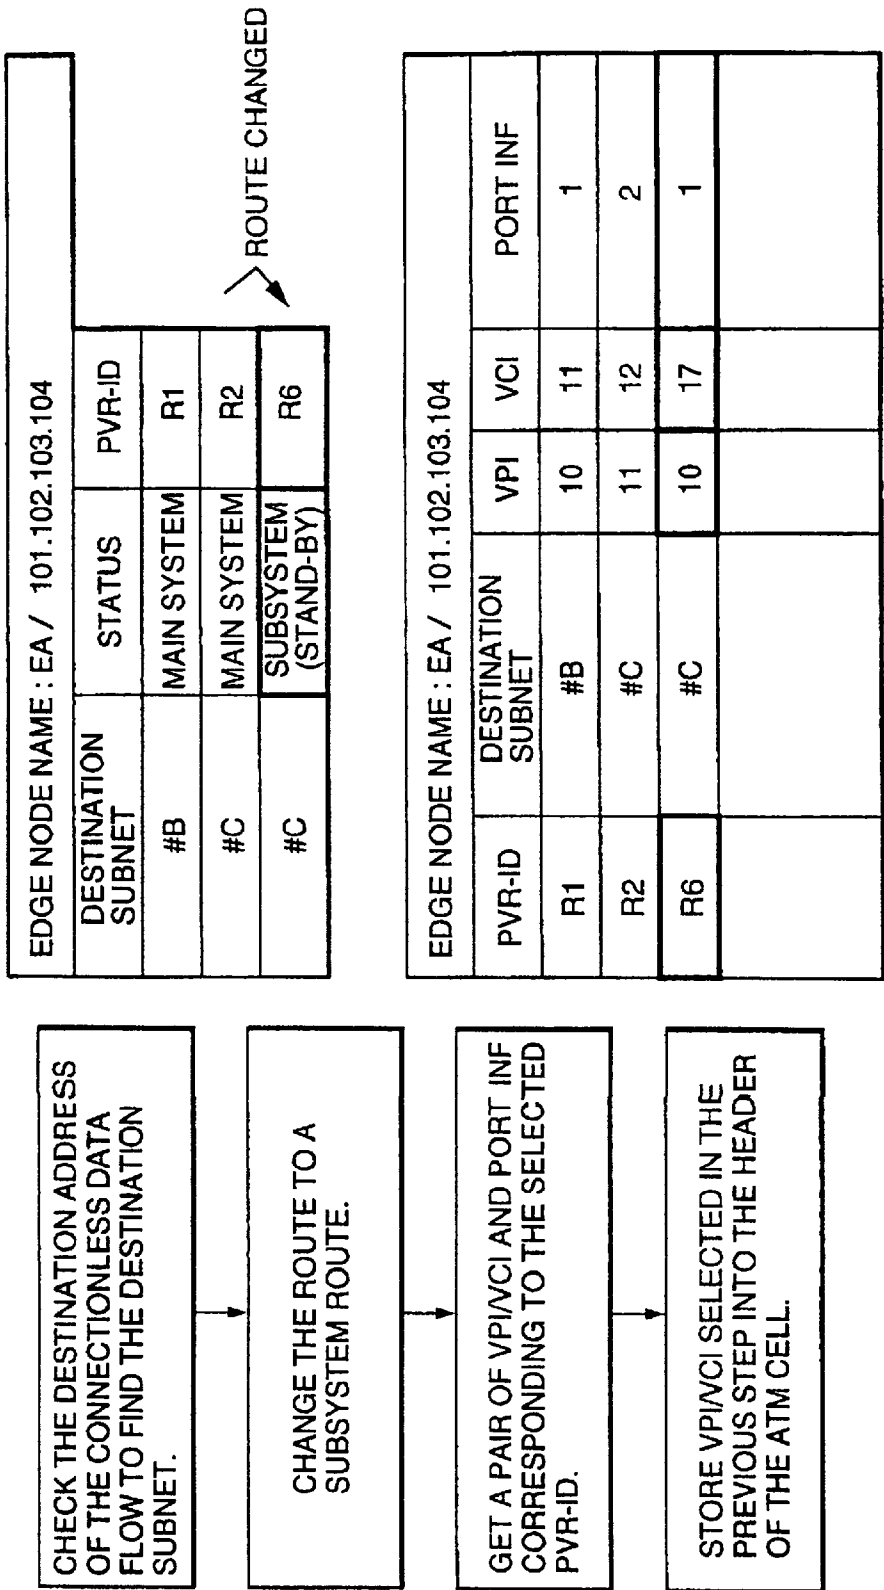 CHECK THE DESTINATION ADDRESS
OF THE CONNECTIONLESS DATA
FLOW TO FIND THE DESTINATION
SUBNET.
CHANGE THE ROUTE TO A
SUBSYSTEM ROUTE.
GET A PAIR OF VPI/VCI AND PORT INF
CORRESPONDING TO THE SELECTED
PVR-ID.
STORE VPI/VCI SELECTED IN THE
PREVIOUS STEP INTO THE HEADER
OF THE ATM CELL.
EDGE NODE NAME : EA / 101.102.103.104
DESTINATION
SUBNET
STATUS
PVR-ID
#B
MAIN SYSTEM
R1
#C
MAIN SYSTEM
R2
#C
SUBSYSTEM
(STAND-BY)
R6
ROUTE CHANGED
EDGE NODE NAME : EA / 101.102.103.104
PVR-ID
DESTINATION
SUBNET
VPI
VCI
PORT INF
R1
#B
10
11
1
R2
#C
11
12
2
R6
#C
10
17
1